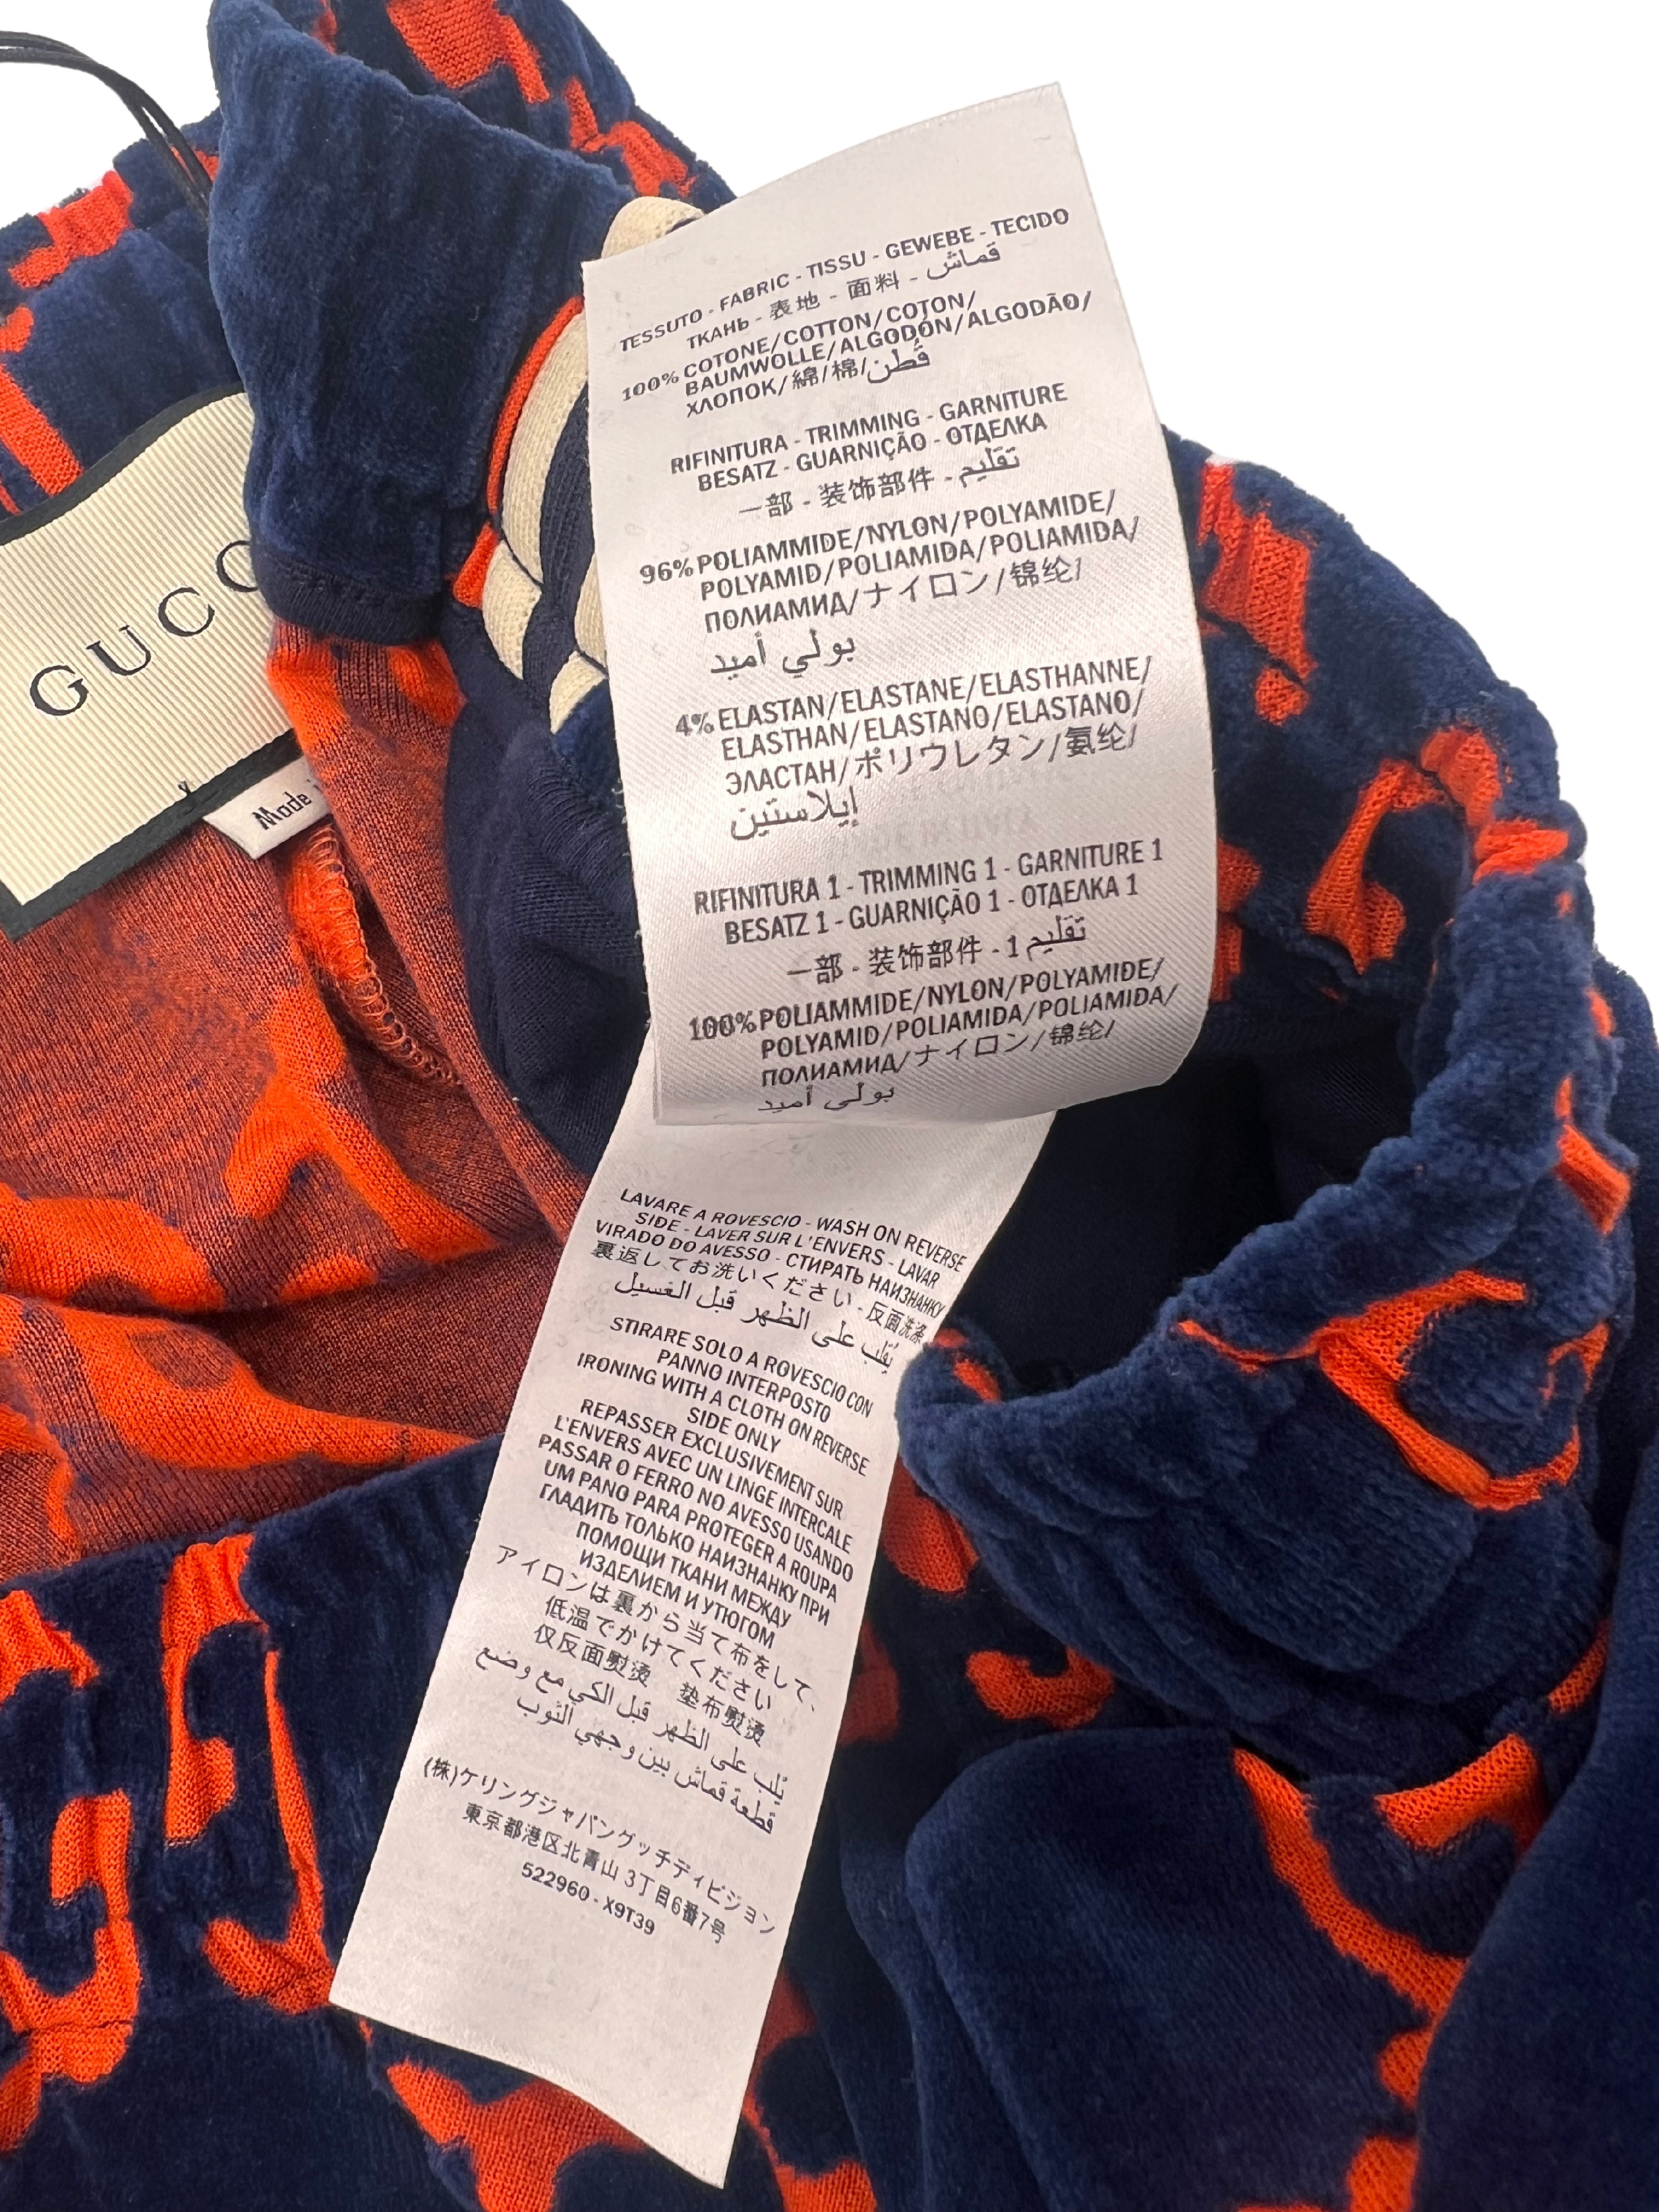 GUCC
Made
TESSUTO - FABRIC - TISSU - GEWEBE - TECIDO
ТКАНЬ - 表地 - 面料 - قماش
100% COTONE/COTTON/COTON/
BAUMWOLLE/ALGODÓN/ALGODÃO/
ХЛОПОК/綿/棉/قُطن
RIFINITURA - TRIMMING - GARNITURE
BESATZ - GUARNIÇÃO - ОТДЕЛКА
一部 - 装饰部件 - تقليم
96% POLIAMMIDE/NYLON/POLYAMIDE/
POLYAMID/POLIAMIDA/POLIAMIDA/
ПОЛИАМИД/ナイロン/锦纶/
بولي أميد
4% ELASTAN/ELASTANE/ELASTHANNE/
ELASTHAN/ELASTANO/ELASTANO/
ЭЛАСТАН/ポリウレタン/氨纶/
إيلاستين
RIFINITURA 1 - TRIMMING 1 - GARNITURE 1
BESATZ 1 - GUARNIÇÃO 1 - ОТДЕЛКА 1
一部 - 装饰部件 - 1 تقليم
100% POLIAMMIDE/NYLON/POLYAMIDE/
POLYAMID/POLIAMIDA/POLIAMIDA/
ПОЛИАМИД/ナイロン/锦纶/
بولي أميد
LAVARE A ROVESCIO - WASH ON REVERSE
SIDE - LAVER SUR L'ENVERS - LAVAR
VIRADO DO AVESSO - СТИРАТЬ НАИЗНАНКУ
裏返してお洗いください - 反面洗涤
يُقلب على الظهر قبل الغسيل
STIRARE SOLO A ROVESCIO CON
PANNO INTERPOSTO
IRONING WITH A CLOTH ON REVERSE
SIDE ONLY
REPASSER EXCLUSIVEMENT SUR
L'ENVERS AVEC UN LINGE INTERCALE
PASSAR O FERRO NO AVESSO USANDO
UM PANO PARA PROTEGER A ROUPA
ГЛАДИТЬ ТОЛЬКО НАИЗНАНКУ ПРИ
ПОМОЩИ ТКАНИ МЕЖДУ
ИЗДЕЛИЕМ И УТЮГОМ
アイロンは裏から当て布をして、
低温でかけてください
仅反面熨烫 垫布熨烫
يُقلب على الظهر قبل الكي مع وضع
قطعة قماش بين وجهي الثوب
(株)ケリングジャパングッチディビジョン
東京都港区北青山 3丁目6番7号
522960 - X9T39